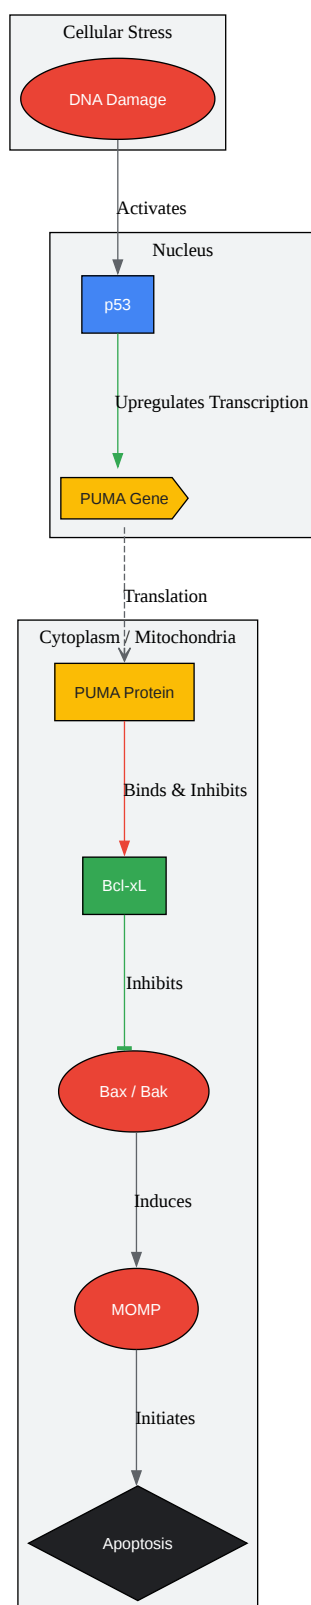 Cellular Stress
DNA Damage
Activates
Nucleus
p53
Upregulates Transcription
PUMA Gene
Translation
Cytoplasm / Mitochondria
PUMA Protein
Binds & Inhibits
Bcl-xL
Inhibits
Bax / Bak
Induces
MOMP
Initiates
Apoptosis